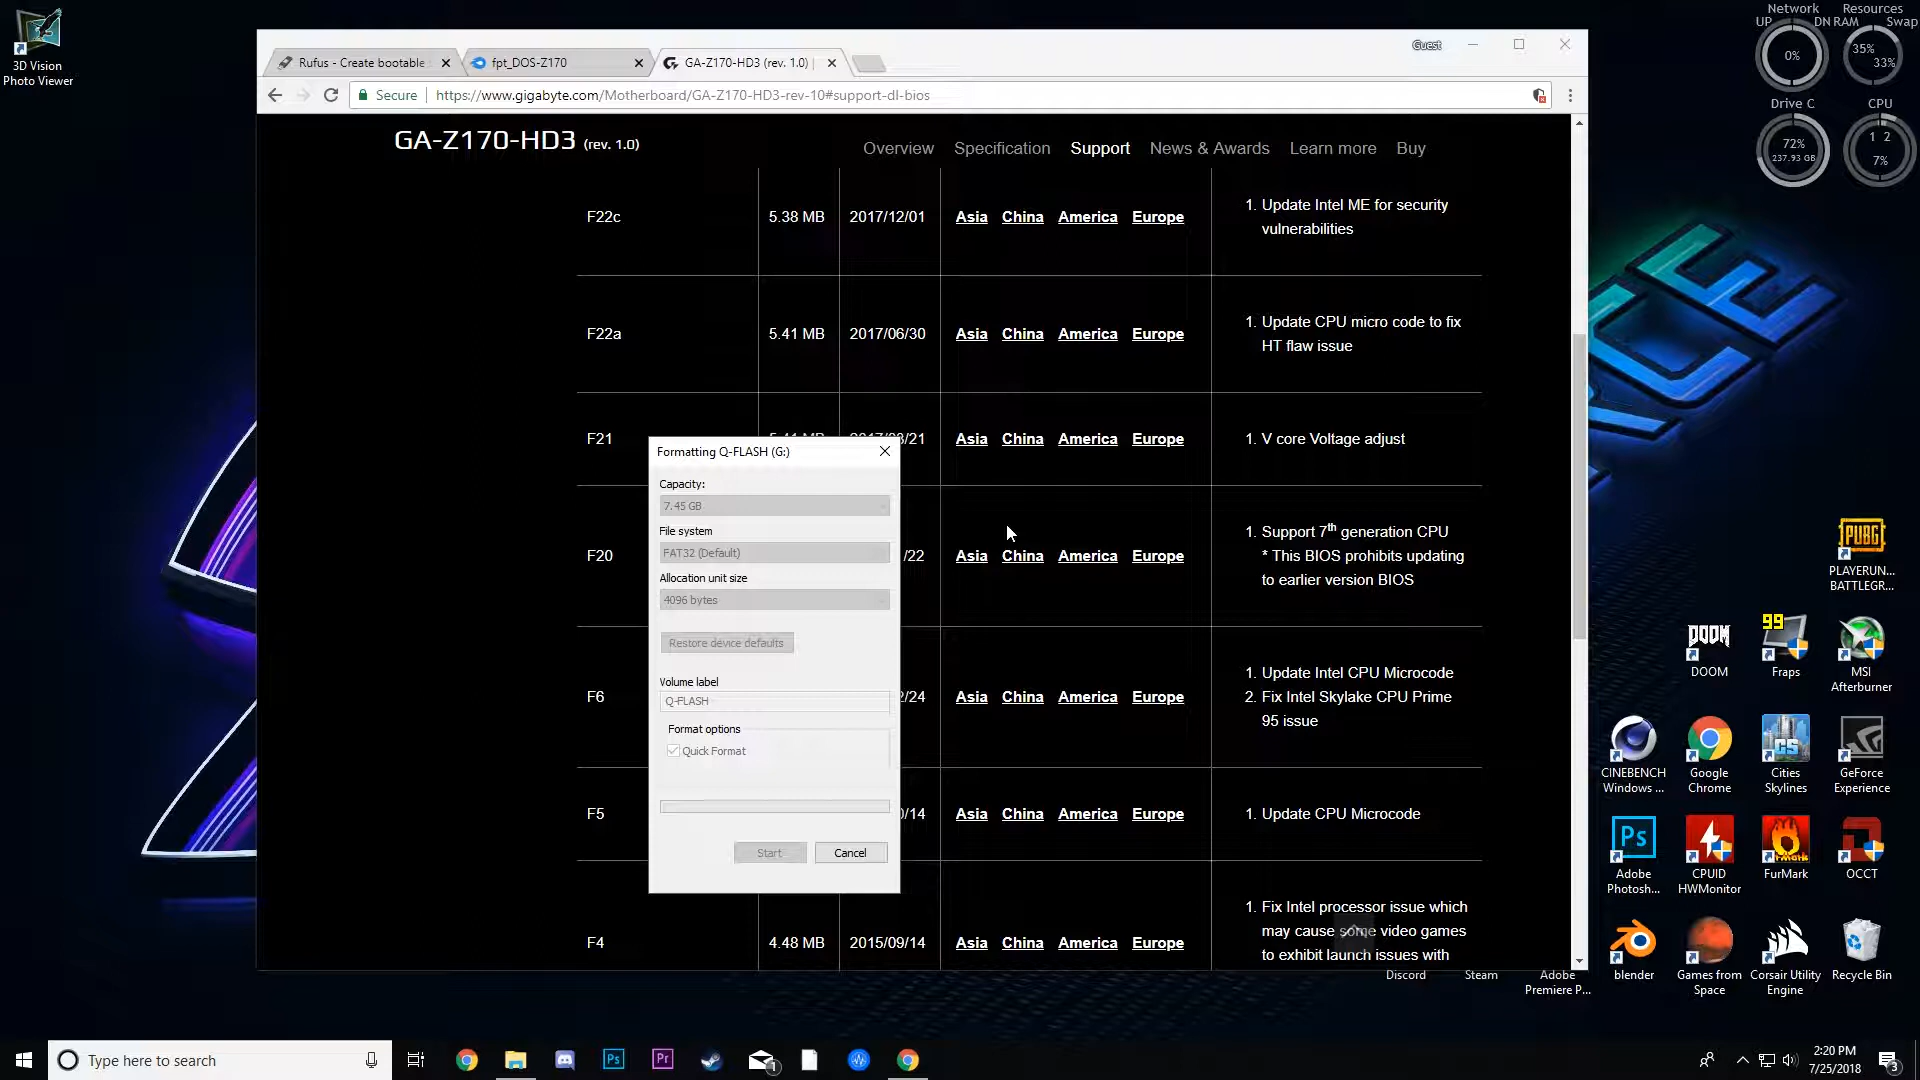 3D Vision
Photo Viewer
Rufus - Create bootable
fpt_DOS-Z170
GA-Z170-HD3 (rev. 1.0) |
Guest
Secure
https://www.gigabyte.com/Motherboard/GA-Z170-HD3-rev-10#support-dl-bios
Network
UP
DN
0%
Resources
RAM
Swap
35%
33%
Drive C
72%
237.93 GB
CPU
1 2
7%
GA-Z170-HD3 (rev. 1.0)
Overview
Specification
Support
News & Awards
Learn more
Buy
F22c
5.38 MB
2017/12/01
Asia China America Europe
1. Update Intel ME for security
vulnerabilities
F22a
5.41 MB
2017/06/30
Asia China America Europe
1. Update CPU micro code to fix
HT flaw issue
F21
/21
Asia China America Europe
1. V core Voltage adjust
F20
/22
Asia China America Europe
1. Support 7th generation CPU
* This BIOS prohibits updating
to earlier version BIOS
F6
/24
Asia China America Europe
1. Update Intel CPU Microcode
2. Fix Intel Skylake CPU Prime
95 issue
F5
/14
Asia China America Europe
1. Update CPU Microcode
F4
4.48 MB
2015/09/14
Asia China America Europe
1. Fix Intel processor issue which
may cause some video games
to exhibit launch issues with
Formatting Q-FLASH (G:)
Capacity:
7.45 GB
File system
FAT32 (Default)
Allocation unit size
4096 bytes
Restore device defaults
Volume label
Q-FLASH
Format options
Quick Format
Start
Cancel
PUBG
PLAYERUN...
BATTLEGR...
DOOM
DOOM
99
Fraps
MSI
Afterburner
CINEBENCH
Windows ...
Google
Chrome
CS
Cities
Skylines
GeForce
Experience
Ps
Adobe
Photosh...
CPUID
HWMonitor
FurMark
OCCT
blender
Games from
Space
Corsair Utility
Engine
Recycle Bin
Discord
Steam
Adobe
Premiere P...
Type here to search
Ps
Pr
1
2:20 PM
7/25/2018
3